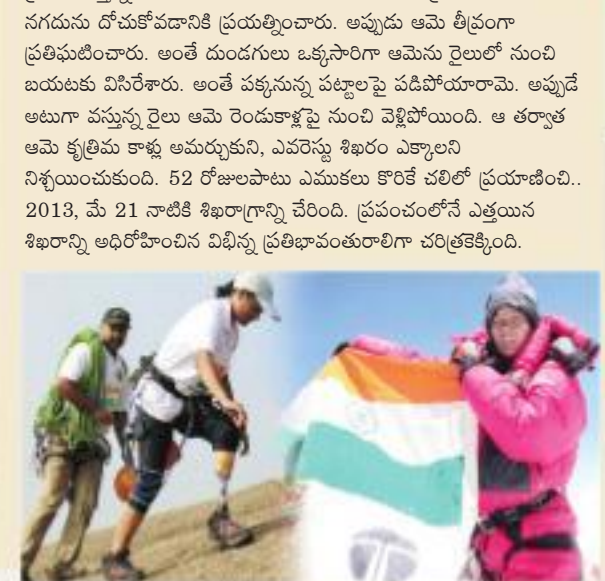 నగదును దోచుకోవడానికి ప్రయత్నించారు. అప్పుడు ఆమె తీవ్రంగా
ప్రతిఘటించారు. అంతే దుండగులు ఒక్కసారిగా ఆమెను రైలులో నుంచి
బయటకు విసిరేశారు. అంతే పక్కనున్న పట్టాలపై పడిపోయారామె. అప్పుడే
అటుగా వస్తున్న రైలు ఆమె రెండుకాళ్లపై నుంచి వెళ్లిపోయింది. ఆ తర్వాత
ఆమె కృత్రిమ కాళ్లు అమర్చుకుని, ఎవరెస్టు శిఖరం ఎక్కాలని
నిశ్చయించుకుంది. 52 రోజులపాటు ఎముకలు కొరికే చలిలో ప్రయాణించి..
2013, మే 21 నాటికి శిఖరాగ్రాన్ని చేరింది. ప్రపంచంలోనే ఎత్తయిన
శిఖరాన్ని అధిరోహించిన విభిన్న ప్రతిభావంతురాలిగా చరిత్రకెక్కింది.